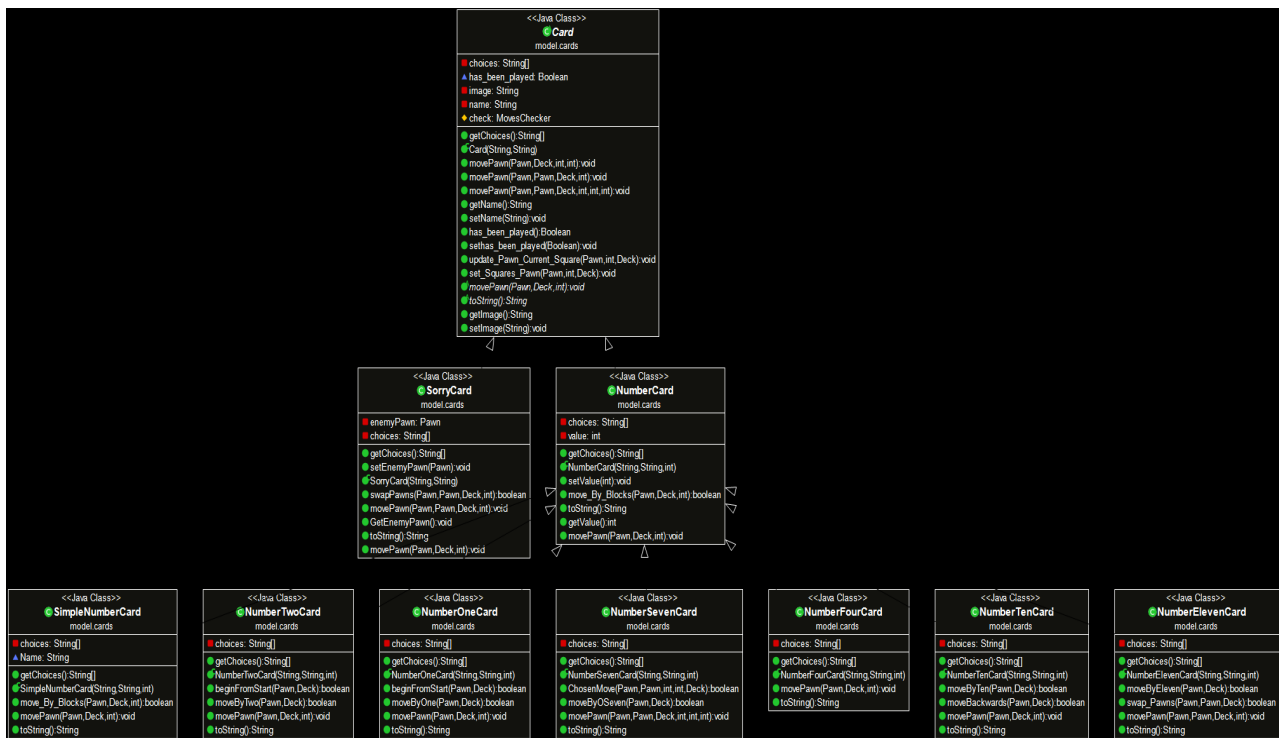 <<Java Class>>
Card
model.cards
choices: String[]
has_been_played: Boolean
image: String
name: String
check: MovesChecker
getChoices():String[]
Card(String,String)
movePawn(Pawn,Deck,int,int):void
movePawn(Pawn,Pawn,Deck,int):void
movePawn(Pawn,Pawn,Deck,int,int,int):void
getName():String
setName(String):void
has_been_played():Boolean
sethas_been_played(Boolean):void
update_Pawn_Current_Square(Pawn,int,Deck):void
set_Squares_Pawn(Pawn,int,Deck):void
movePawn(Pawn,Deck,int):void
toString():String
getImage():String
setImage(String):void
<<Java Class>>
SorryCard
model.cards
enemyPawn: Pawn
choices: String[]
getChoices():String[]
setEnemyPawn(Pawn):void
SorryCard(String,String)
swapPawns(Pawn,Pawn,Deck,int):boolean
movePawn(Pawn,Pawn,Deck,int):void
GetEnemyPawn():void
toString():String
movePawn(Pawn,Deck,int):void
<<Java Class>>
NumberCard
model.cards
choices: String[]
value: int
getChoices():String[]
NumberCard(String,String,int)
setValue(int):void
move_By_Blocks(Pawn,Deck,int):boolean
toString():String
getValue():int
movePawn(Pawn,Deck,int):void
<<Java Class>>
SimpleNumberCard
model.cards
choices: String[]
Name: String
getChoices():String[]
SimpleNumberCard(String,String,int)
move_By_Blocks(Pawn,Deck,int):boolean
movePawn(Pawn,Deck,int):void
toString():String
<<Java Class>>
NumberTwoCard
model.cards
choices: String[]
getChoices():String[]
NumberTwoCard(String,String,int)
beginFromStart(Pawn,Deck):boolean
moveByTwo(Pawn,Deck):boolean
movePawn(Pawn,Deck,int):void
toString():String
<<Java Class>>
NumberOneCard
model.cards
choices: String[]
getChoices():String[]
NumberOneCard(String,String,int)
beginFromStart(Pawn,Deck):boolean
moveByOne(Pawn,Deck):boolean
movePawn(Pawn,Deck,int):void
toString():String
<<Java Class>>
NumberSevenCard
model.cards
choices: String[]
getChoices():String[]
NumberSevenCard(String,String,int)
ChosenMove(Pawn,Pawn,int,int,Deck):boolean
moveByOSeven(Pawn,Deck):boolean
movePawn(Pawn,Pawn,Deck,int,int,int):void
toString():String
<<Java Class>>
NumberFourCard
model.cards
choices: String[]
getChoices():String[]
NumberFourCard(String,String,int)
movePawn(Pawn,Deck,int):void
toString():String
<<Java Class>>
NumberTenCard
model.cards
choices: String[]
getChoices():String[]
NumberTenCard(String,String,int)
moveByTen(Pawn,Deck):boolean
moveBackwards(Pawn,Deck):boolean
movePawn(Pawn,Deck,int):void
toString():String
<<Java Class>>
NumberElevenCard
model.cards
choices: String[]
getChoices():String[]
NumberElevenCard(String,String,int)
moveByEleven(Pawn,Deck):boolean
swap_Pawns(Pawn,Pawn,Deck):boolean
movePawn(Pawn,Pawn,Deck,int):void
toString():String